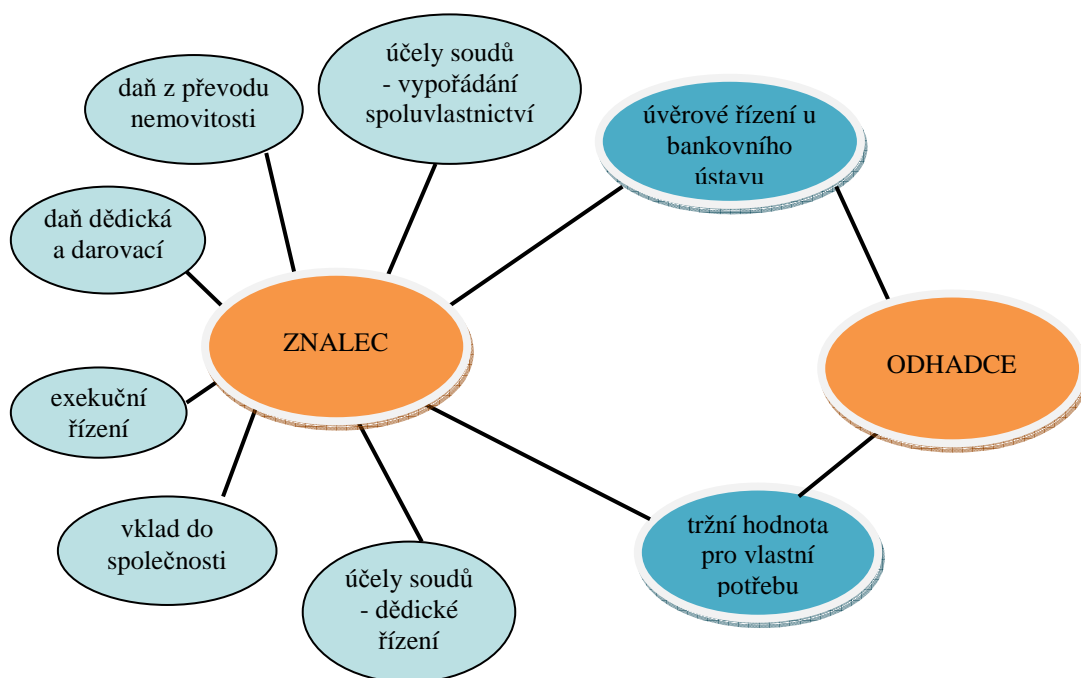 daň z převodu
nemovitosti
účely soudů
- vypořádání
spoluvlastnictví
úvěrové řízení u
bankovního
ústavu
daň dědická
a darovací
ZNALEC
ODHADCE
exekuční
řízení
vklad do
společnosti
účely soudů
- dědické
řízení
tržní hodnota
pro vlastní
potřebu